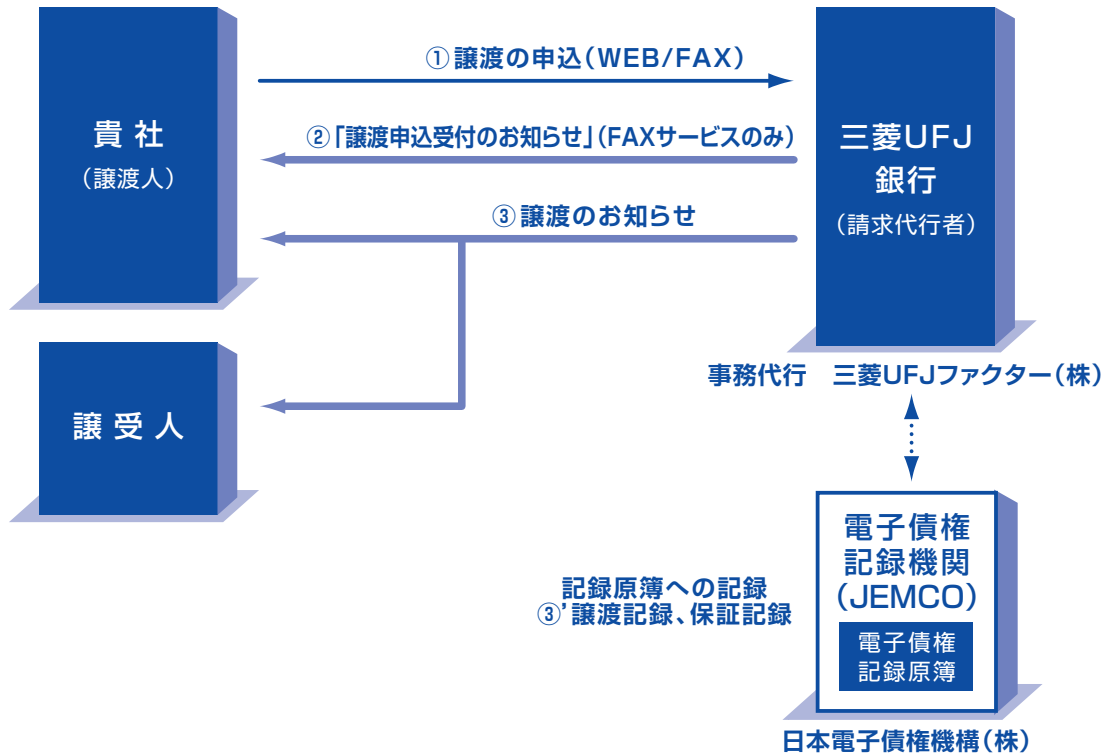 ①譲渡の申込（WEB/FAX）
貴社
（譲渡人）
②「譲渡申込受付のお知らせ」（FAXサービスのみ）
三菱UFJ
銀行
（請求代行者）
③譲渡のお知らせ
譲受人
事務代行　三菱UFJファクター（株）
電子債権
記録機関
（JEMCO）
記録原簿への記録
③’譲渡記録、保証記録
電子債権
記録原簿
日本電子債権機構（株）